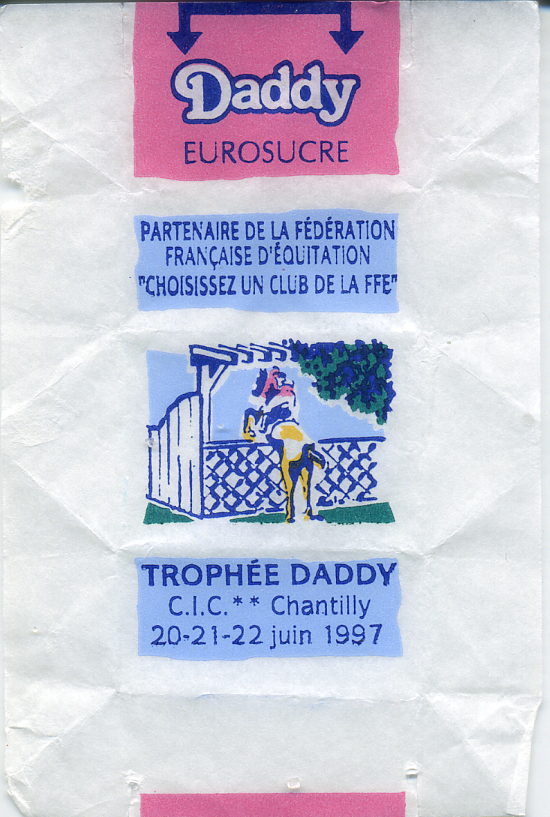 Daddy
EUROSUCRE
PARTENAIRE DE LA FÉDÉRATION
FRANÇAISE D'ÉQUITATION
"CHOISISSEZ UN CLUB DE LA FFE"
TROPHÉE DADDY
C.I.C.** Chantilly
20-21-22 juin 1997